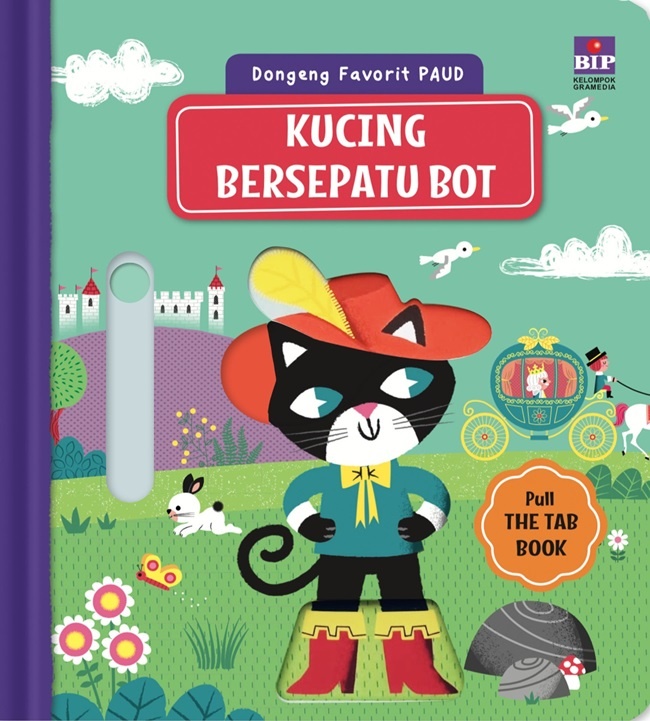 Dongeng Favorit PAUD
BIP
KELOMPOK
GRAMEDIA
KUCING
BERSEPATU BOT
Pull
THE TAB
BOOK